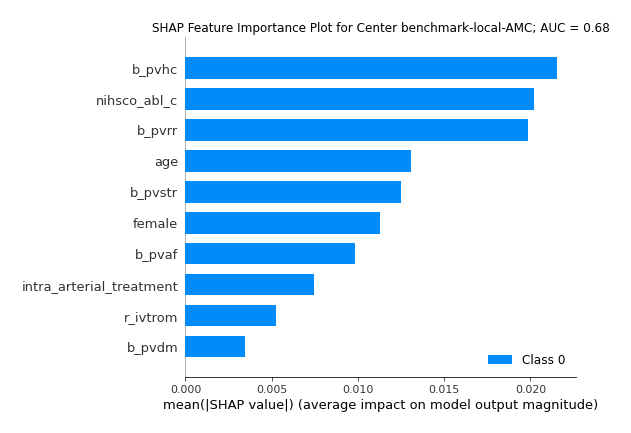 SHAP Feature Importance Plot for Center benchmark-local-AMC; AUC = 0.68
b_pvhc
nihsco_abl_c
b_pvrr
age
b_pvstr
female
b_pvaf
intra_arterial_treatment
r_ivtrom
b_pvdm
Class 0
0.000 0.005 0.010 0.015 0.020
mean(|SHAP value|) (average impact on model output magnitude)